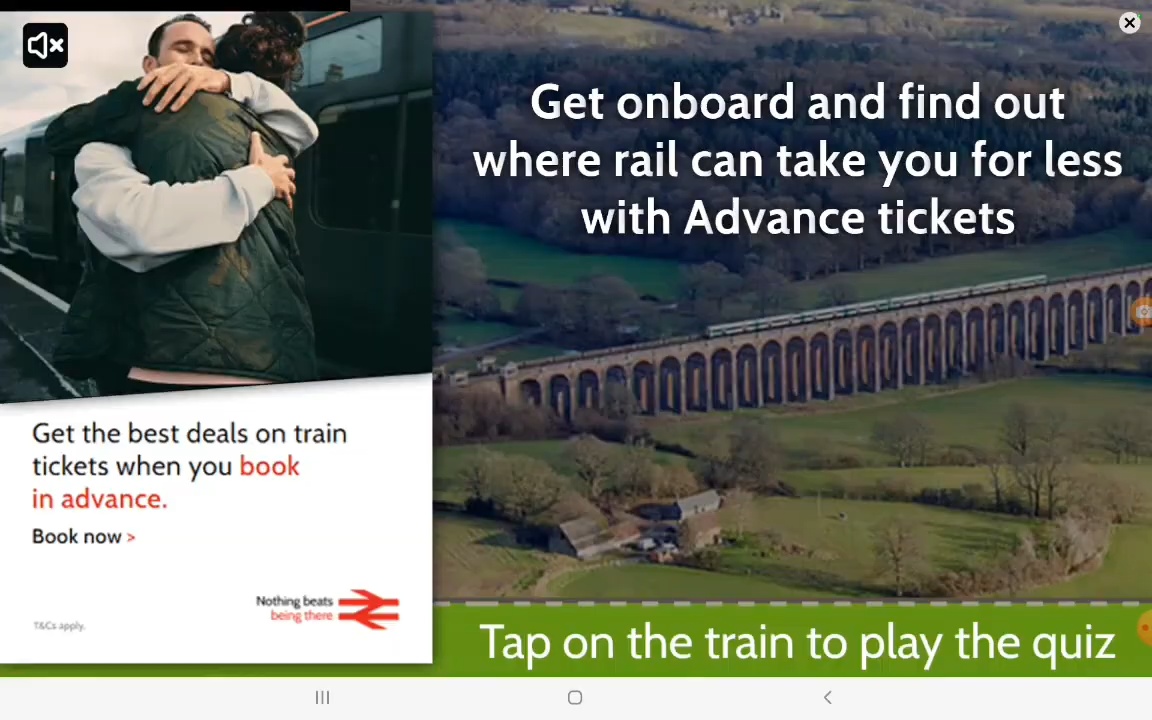 Get onboard and find out
where rail can take you for less
with Advance tickets
Get the best deals on train
tickets when you book
in advance.
Book now >
Nothing beats
being there
T&Cs apply.
Tap on the train to play the quiz